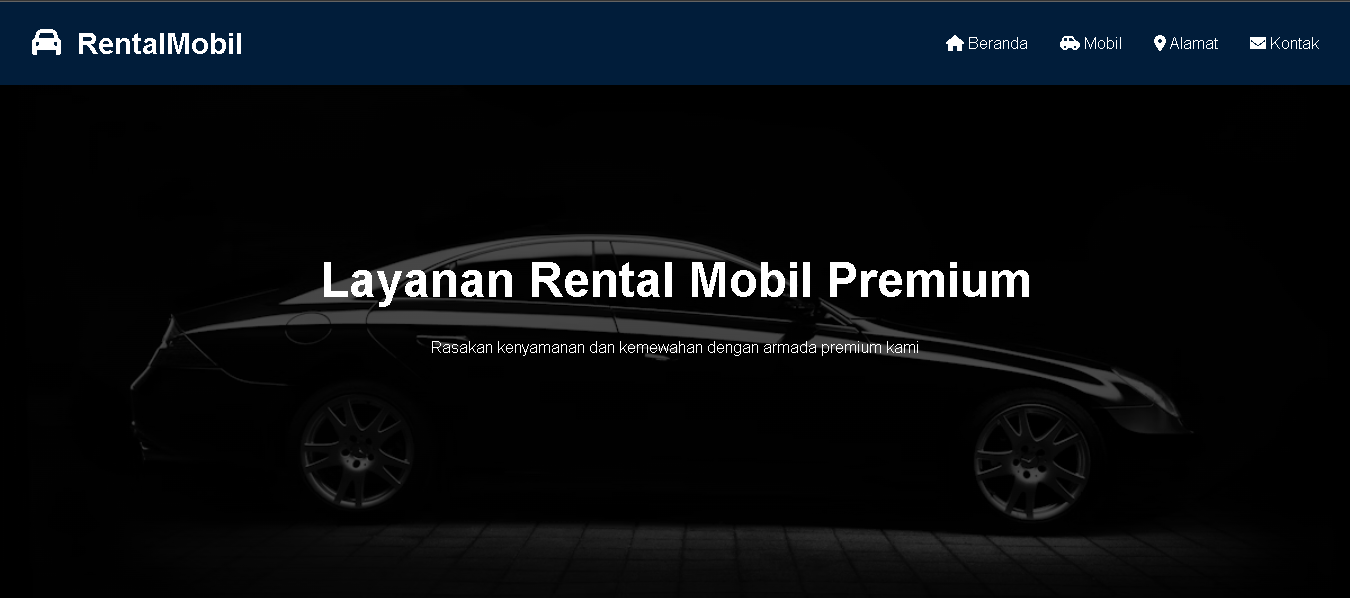 RentalMobil
Beranda
Mobil
Alamat
Kontak
Layanan Rental Mobil Premium
Rasakan kenyamanan dan kemewahan dengan armada premium kami